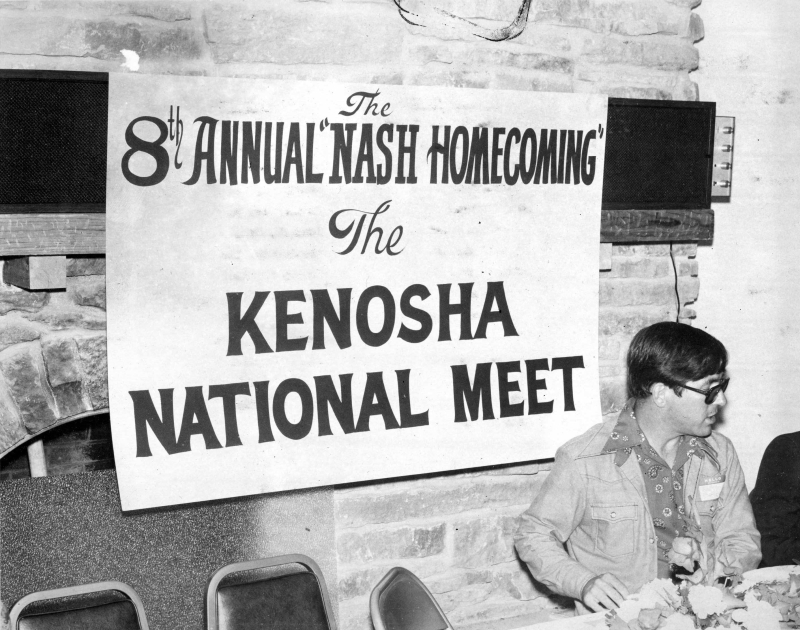 The
8th ANNUAL "NASH HOMECOMING"
The
KENOSHA
NATIONAL MEET